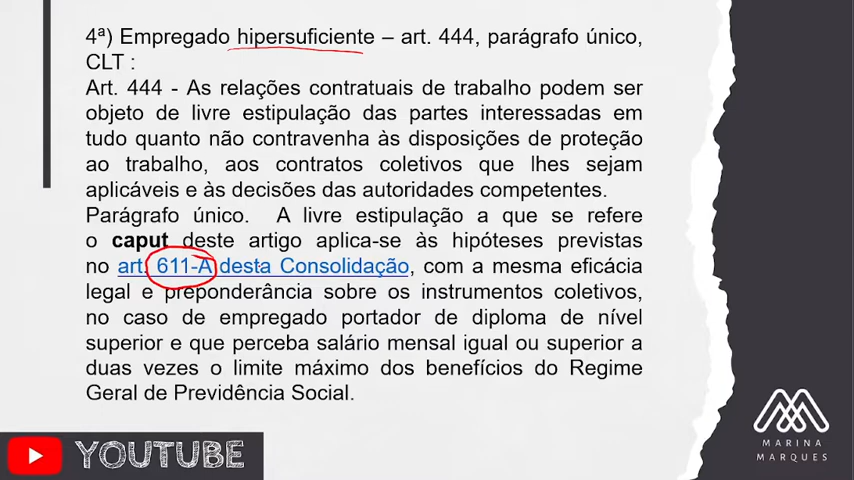 4ª) Empregado hipersuficiente – art. 444, parágrafo único,
CLT :
Art. 444 - As relações contratuais de trabalho podem ser
objeto de livre estipulação das partes interessadas em
tudo quanto não contravenha às disposições de proteção
ao trabalho, aos contratos coletivos que lhes sejam
aplicáveis e às decisões das autoridades competentes.
Parágrafo único. A livre estipulação a que se refere
o caput deste artigo aplica-se às hipóteses previstas
no art. 611-A desta Consolidação, com a mesma eficácia
legal e preponderância sobre os instrumentos coletivos,
no caso de empregado portador de diploma de nível
superior e que perceba salário mensal igual ou superior a
duas vezes o limite máximo dos benefícios do Regime
Geral de Previdência Social.
YOUTUBE
MARINA
MARQUES